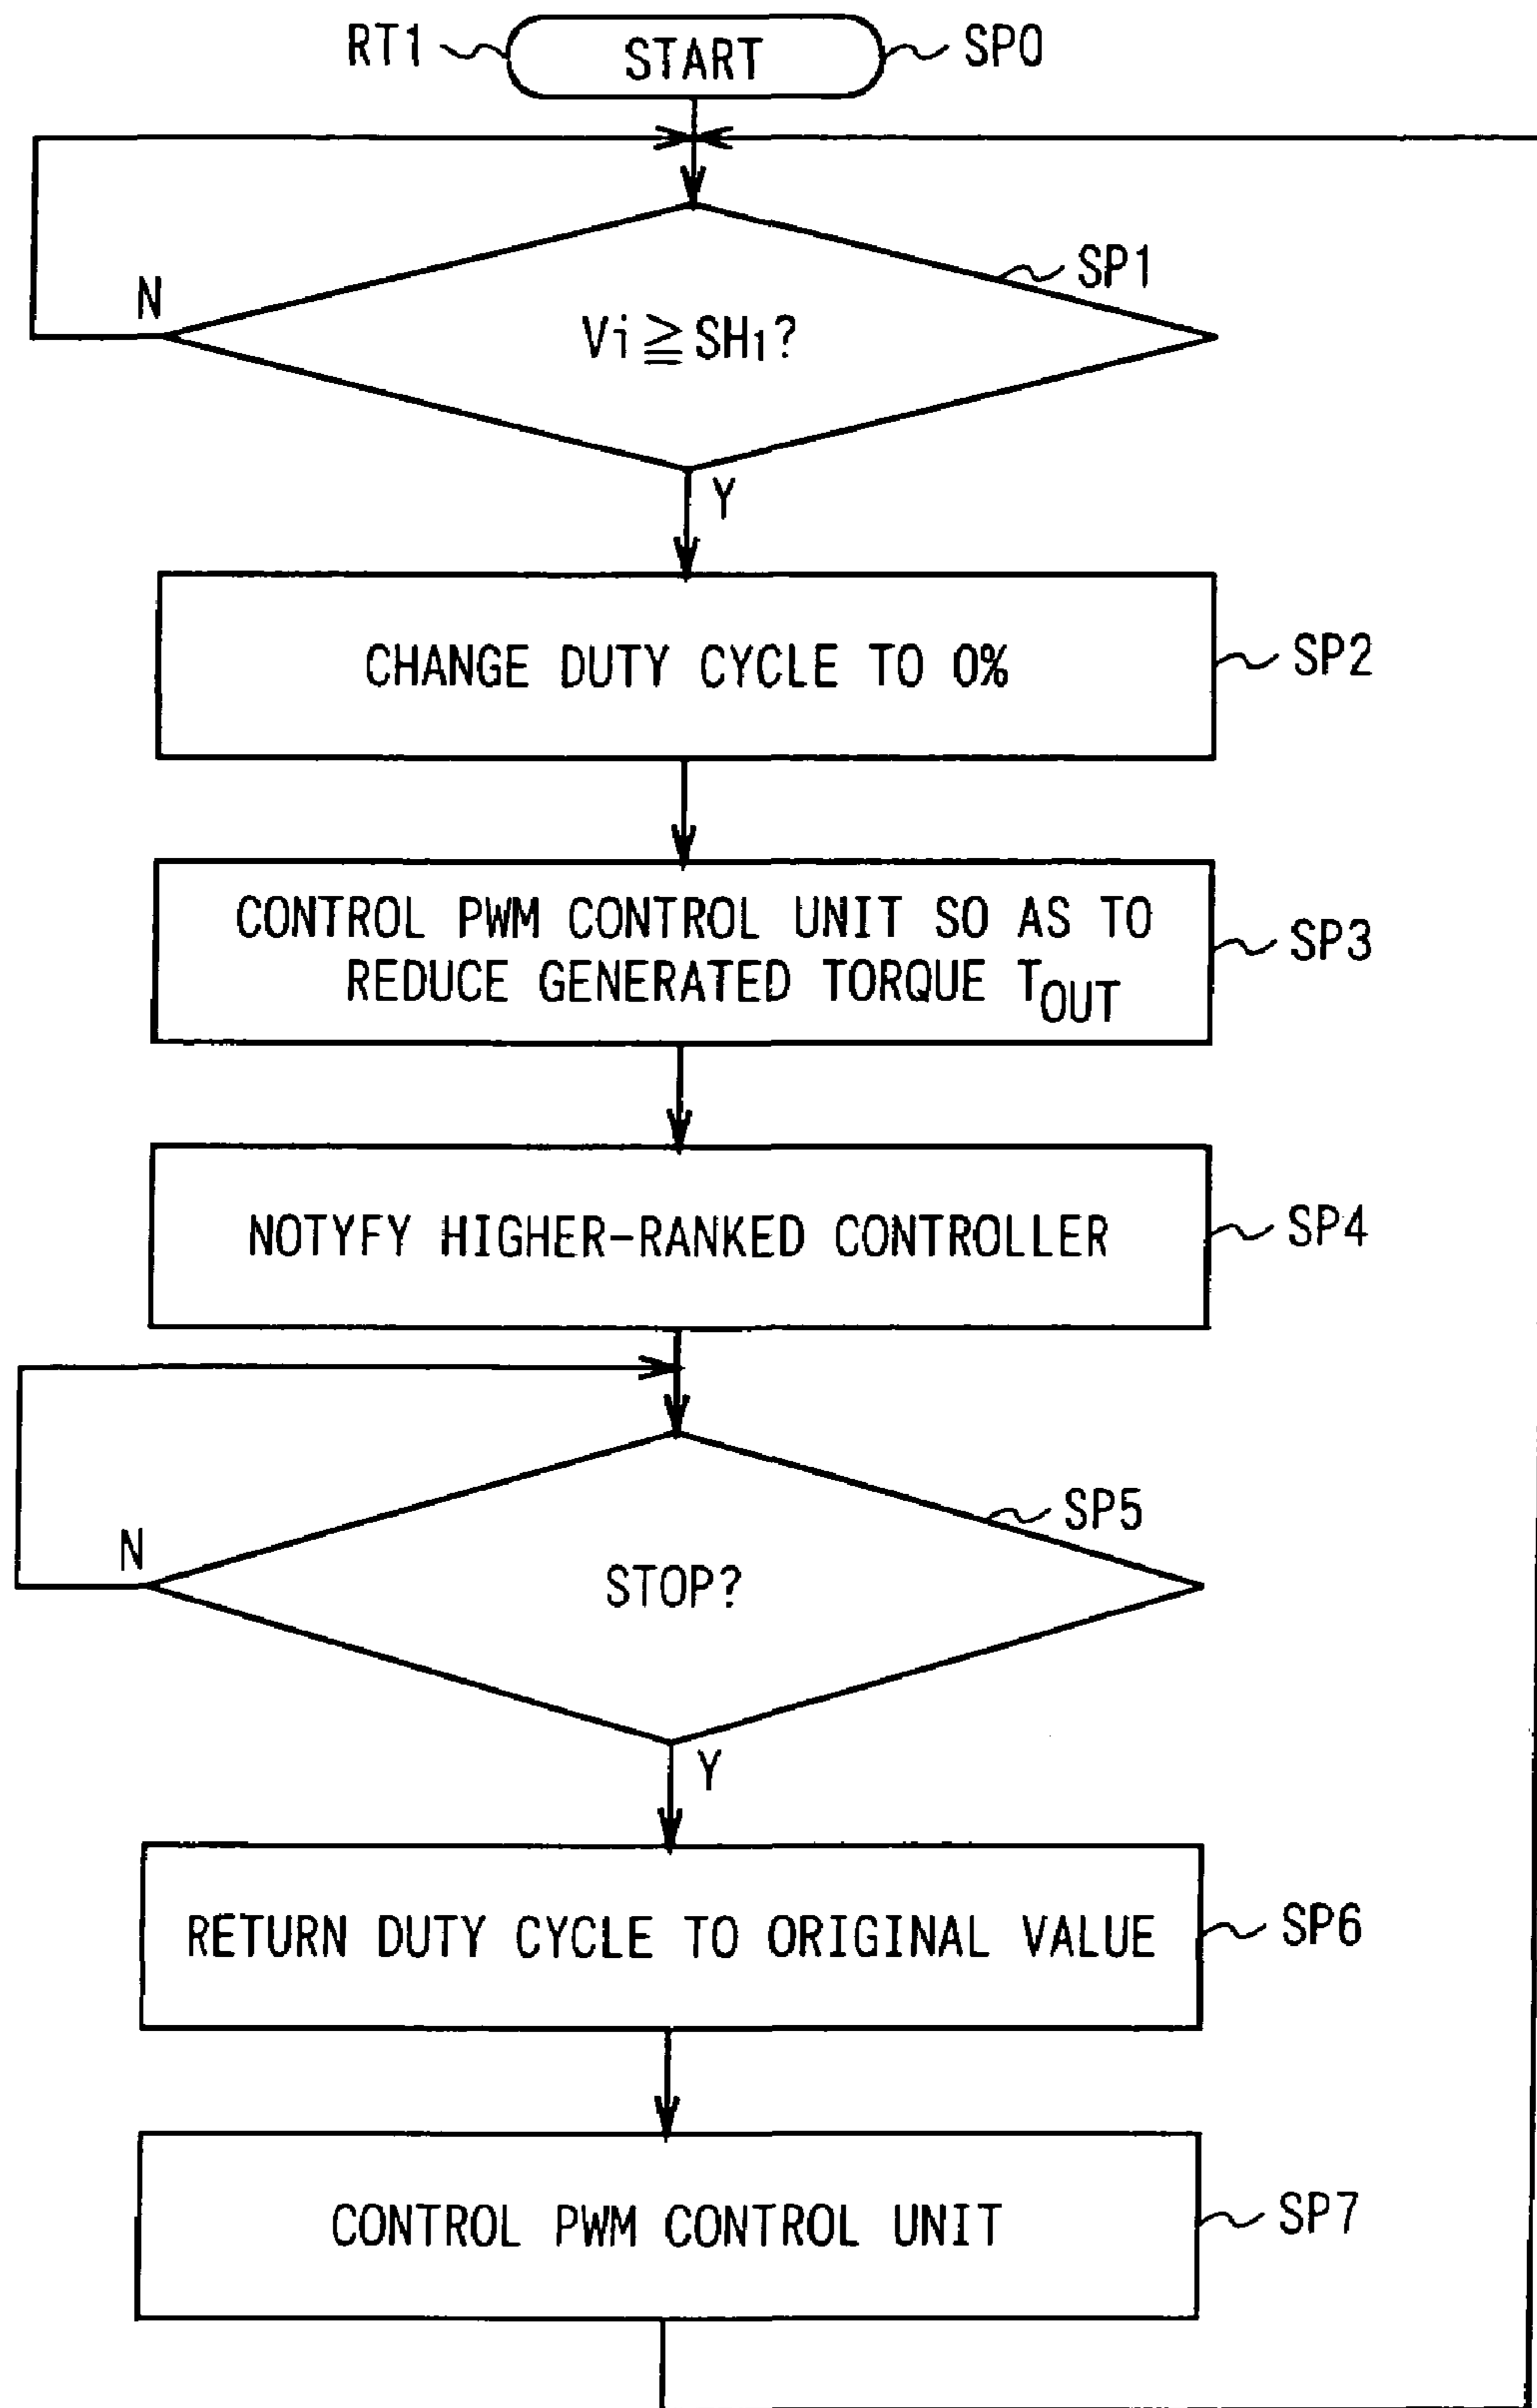 RT1 START SP0
SP1
N
Vi≧SH1?
Y
CHANGE DUTY CYCLE TO 0% SP2
CONTROL PWM CONTROL UNIT SO AS TO
REDUCE GENERATED TORQUE TOUT
SP3
NOTYFY HIGHER-RANKED CONTROLLER SP4
SP5
N
STOP?
Y
RETURN DUTY CYCLE TO ORIGINAL VALUE SP6
CONTROL PWM CONTROL UNIT SP7